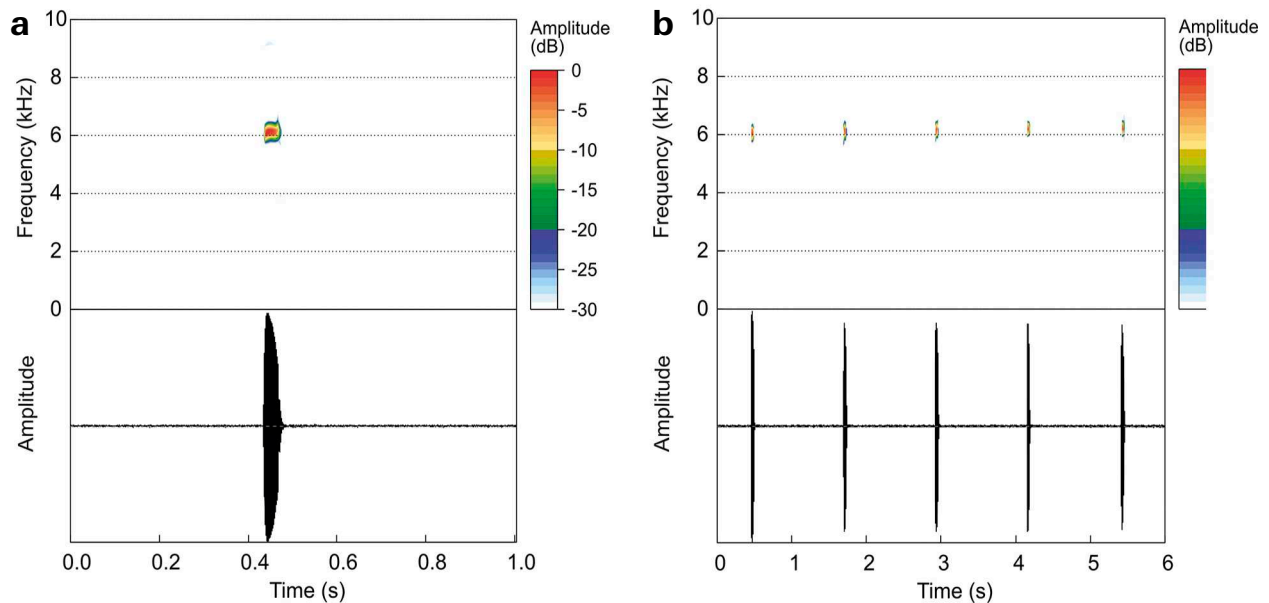 a
10
8
6
4
2
0
Frequency (kHz)
Amplitude
(dB)
0
-5
-10
-15
-20
-25
-30
Amplitude
0.0 0.2 0.4 0.6 0.8 1.0
Time (s)
b
10
8
6
4
2
0
Frequency (kHz)
Amplitude
(dB)
Amplitude
0 1 2 3 4 5 6
Time (s)